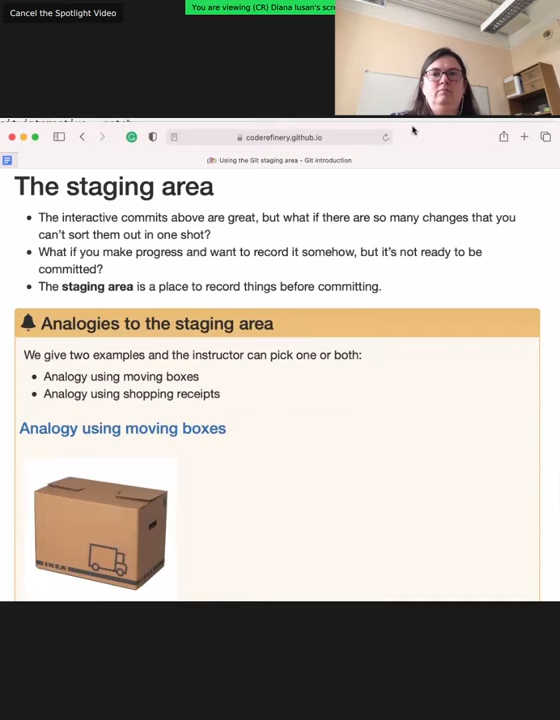 Cancel the Spotlight Video
You are viewing (CR) Diana Iusan's scr
coderefinery.github.io
Using the Git staging area - Git introduction
The staging area
• The interactive commits above are great, but what if there are so many changes that you
can't sort them out in one shot?
• What if you make progress and want to record it somehow, but it's not ready to be
committed?
• The staging area is a place to record things before committing.
Analogies to the staging area
We give two examples and the instructor can pick one or both:
• Analogy using moving boxes
• Analogy using shopping receipts
Analogy using moving boxes
IKEA